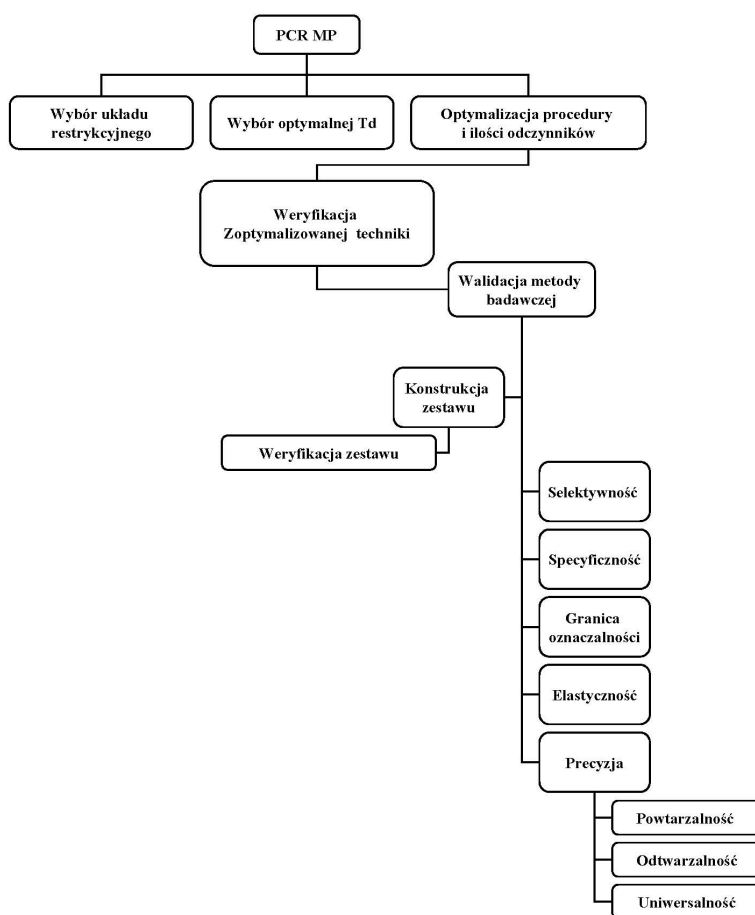 PCR MP
Wybór układu
restrykcyjnego
Wybór optymalnej Td
Optymalizacja procedury
i ilości odczynników
Weryfikacja
Zoptymalizowanej techniki
Walidacja metody
badawczej
Konstrukcja
zestawu
Weryfikacja zestawu
Selektywność
Specyficzność
Granica
oznaczalności
Elastyczność
Precyzja
Powtarzalność
Odtwarzalność
Uniwersalność